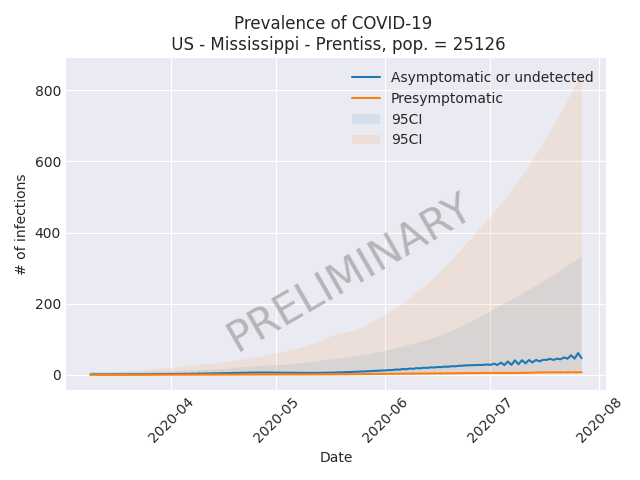 Prevalence of COVID-19
US - Mississippi - Prentiss, pop. = 25126
Asymptomatic or undetected
Presymptomatic
95CI
95CI
800
600
400
200
0
# of infections
PRELIMINARY
2020-04
2020-05
2020-06
2020-07
2020-08
Date